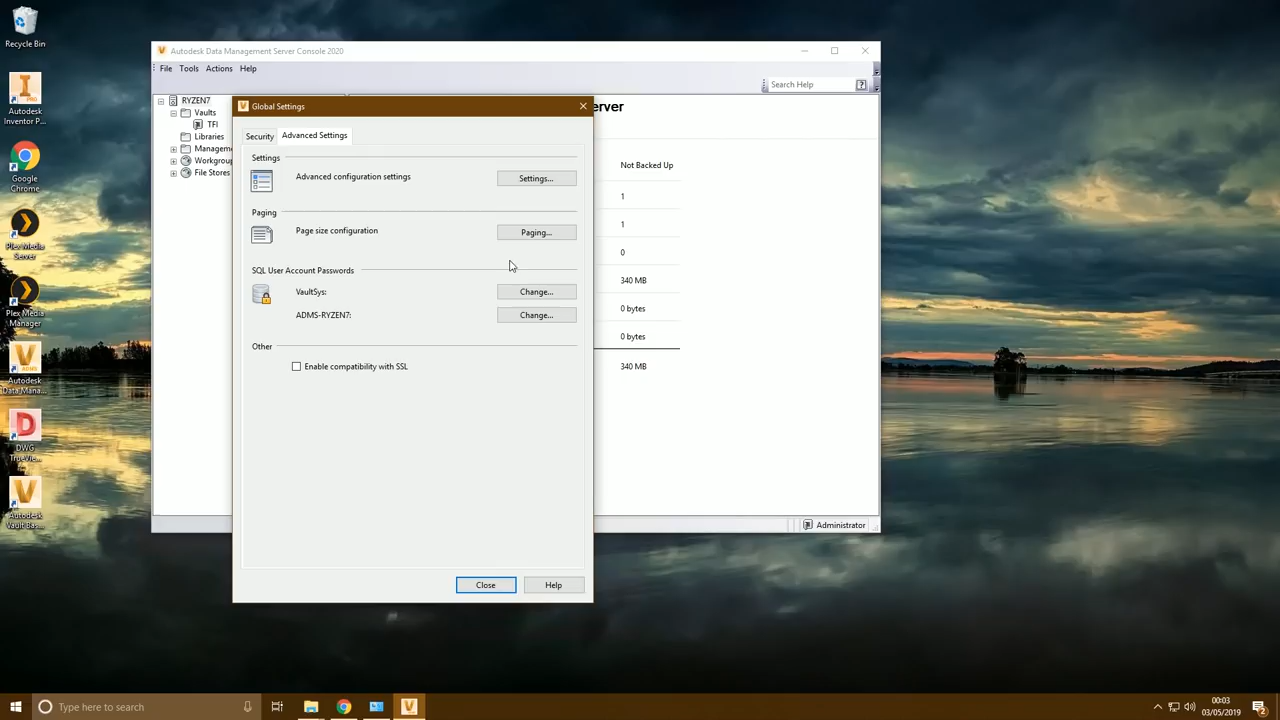 Recycle Bin
Autodesk
Inventor P...
Google
Chrome
Plex Media
Server
Plex Media
Manager
Autodesk
Data Mana...
DWG
TrueView...
Autodesk
Vault Bas...
Autodesk Data Management Server Console 2020
File Tools Actions Help
Search Help
RYZEN7
Vaults
TFI
Libraries
Managem
Workgroup
File Stores
erver
Not Backed Up
1
1
0
340 MB
0 bytes
0 bytes
340 MB
Administrator
Global Settings
Security Advanced Settings
Settings
Advanced configuration settings Settings...
Paging
Page size configuration Paging...
SQL User Account Passwords
VaultSys: Change...
ADMS-RYZEN7: Change...
Other
Enable compatibility with SSL
Close Help
Type here to search
00:03
03/05/2019
2